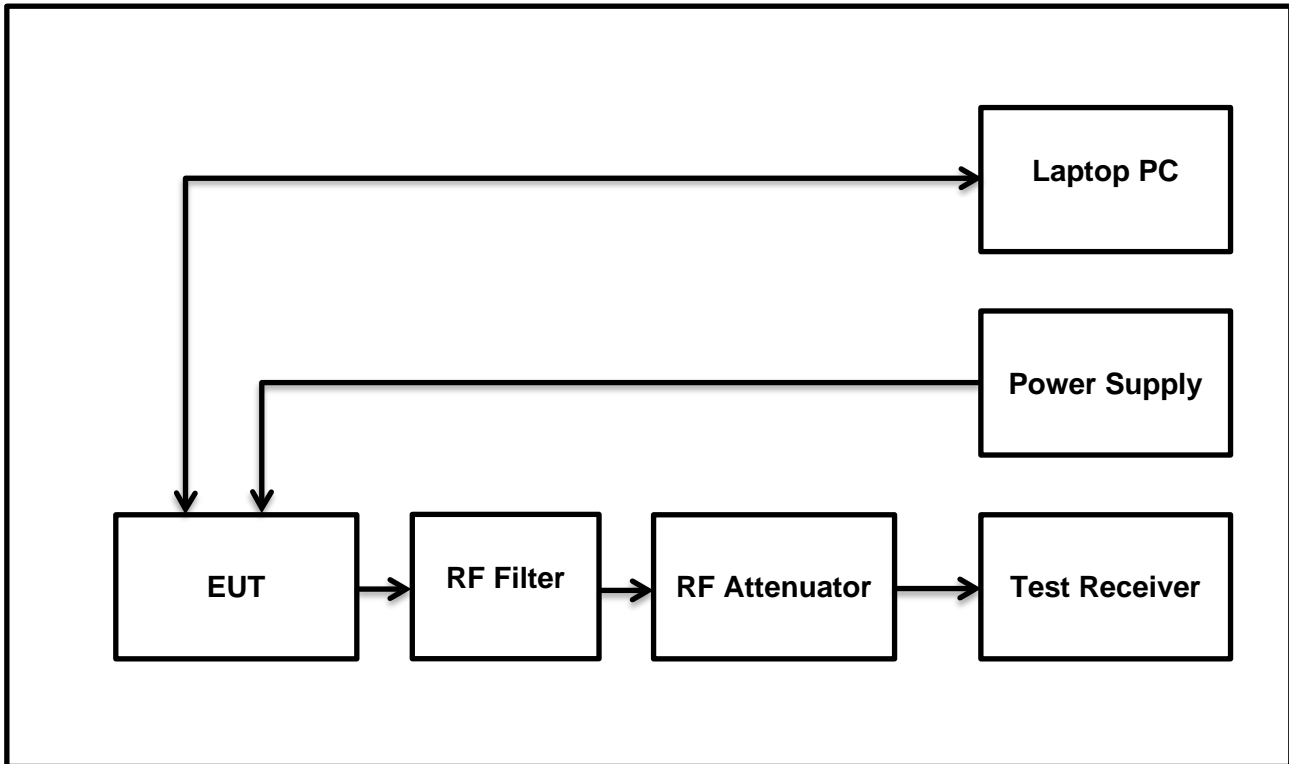 Laptop PC
Power Supply
EUT
RF Filter
RF Attenuator
Test Receiver